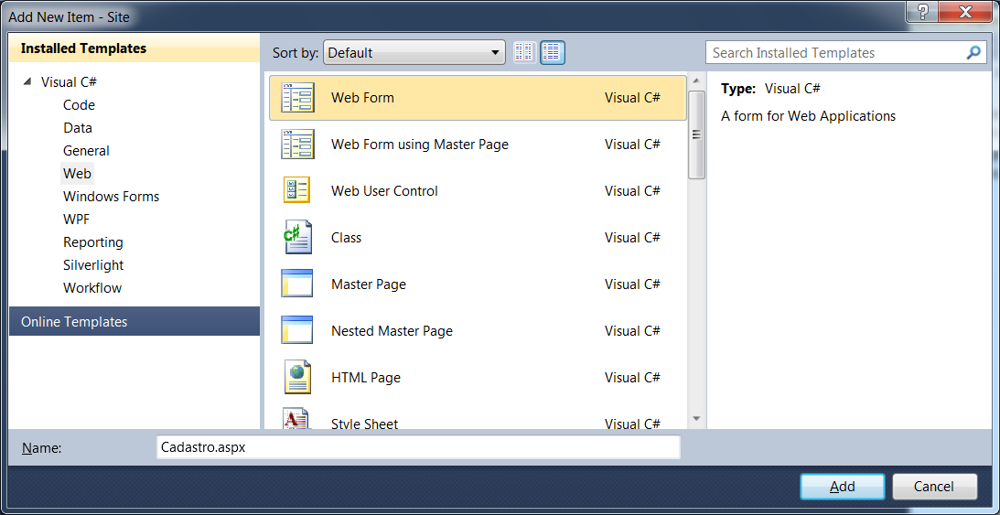 Add New Item - Site
Installed Templates
Visual C#
Code
Data
General
Web
Windows Forms
WPF
Reporting
Silverlight
Workflow
Online Templates
Sort by: Default
Web Form Visual C#
Web Form using Master Page Visual C#
Web User Control Visual C#
Class Visual C#
Master Page Visual C#
Nested Master Page Visual C#
HTML Page Visual C#
Style Sheet Visual C#
Search Installed Templates
Type: Visual C#
A form for Web Applications
Name: Cadastro.aspx
Add Cancel